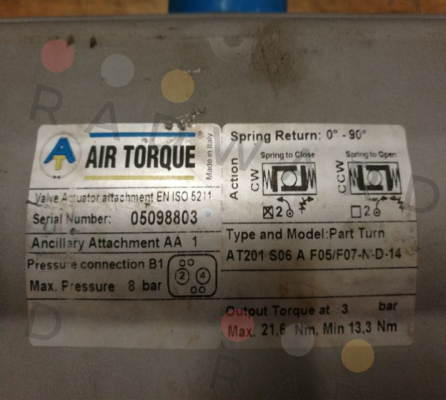 AT
AIR TORQUE
Made in Italy
Valve Actuator attachment EN ISO 5211
Serial Number: 05098803
Ancillary Attachment AA 1
Pressure connection B1
Max. Pressure 8 bar
2 4
Spring Return: 0° - 90°
Action
Spring to Close
Spring to Open
CW
CCW
2
2
Type and Model:Part Turn
AT201 S06 A F05/F07-N-D-14
Output Torque at 3 bar
Max. 21,6 Nm, Min 13,3 Nm